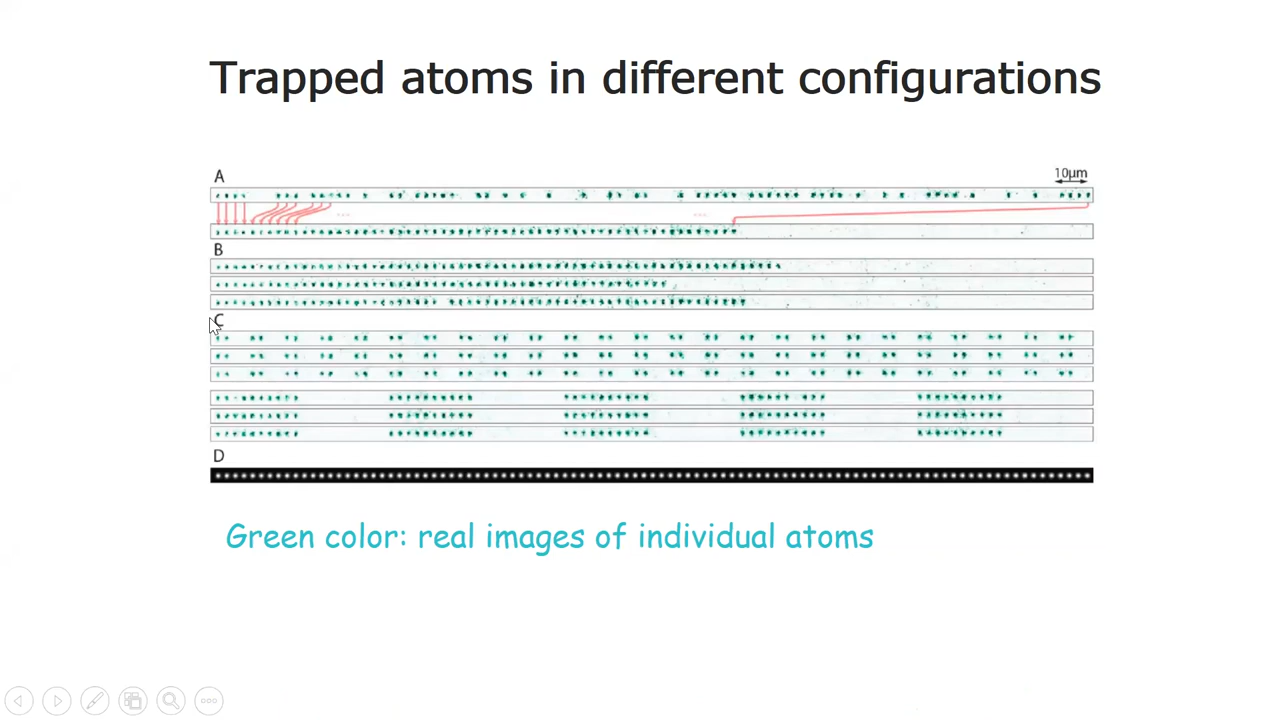 Trapped atoms in different configurations
A
10μm
... ...
B
C
D
Green color: real images of individual atoms